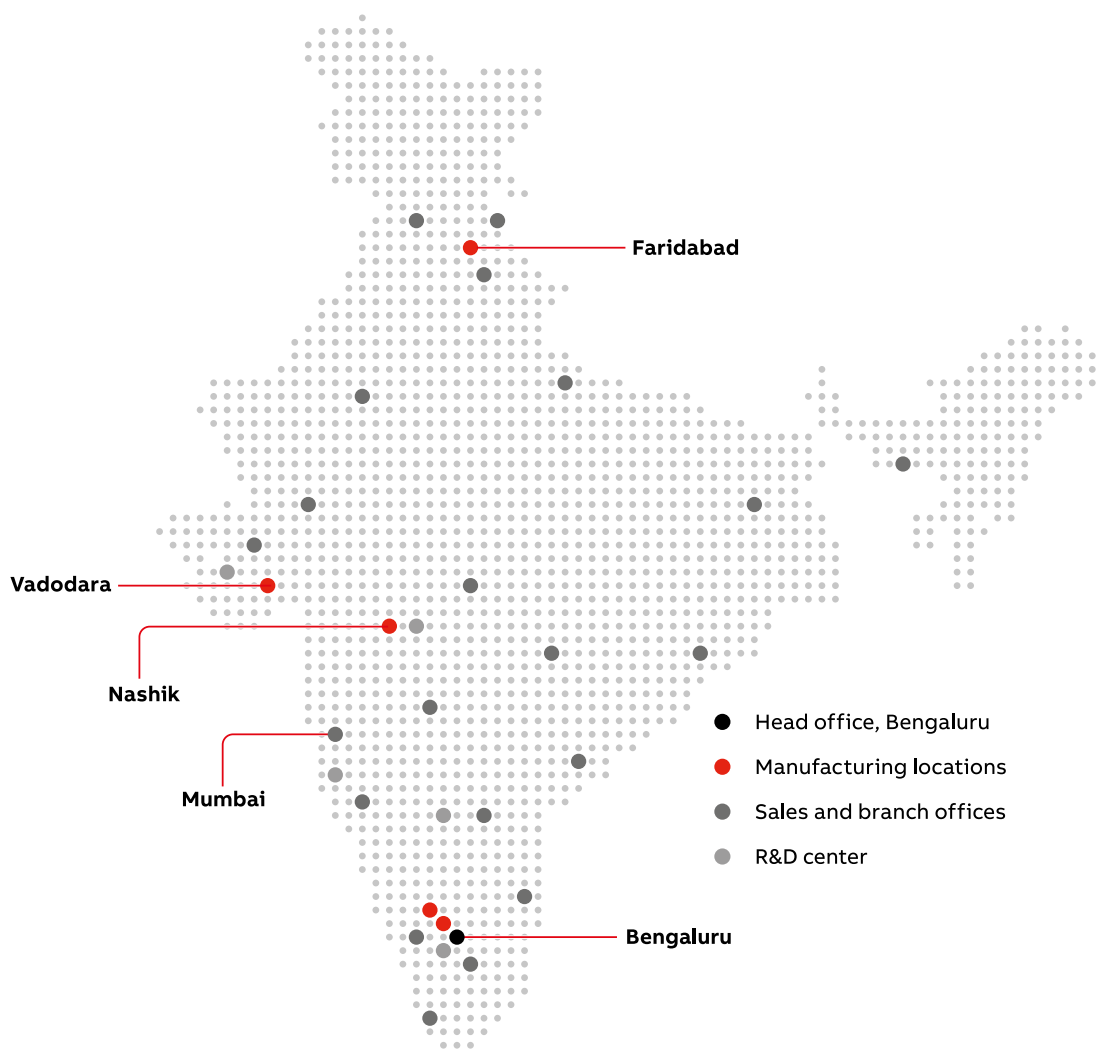 Faridabad
Vadodara
Nashik
Mumbai
Head office, Bengaluru
Manufacturing locations
Sales and branch offices
R&D center
Bengaluru